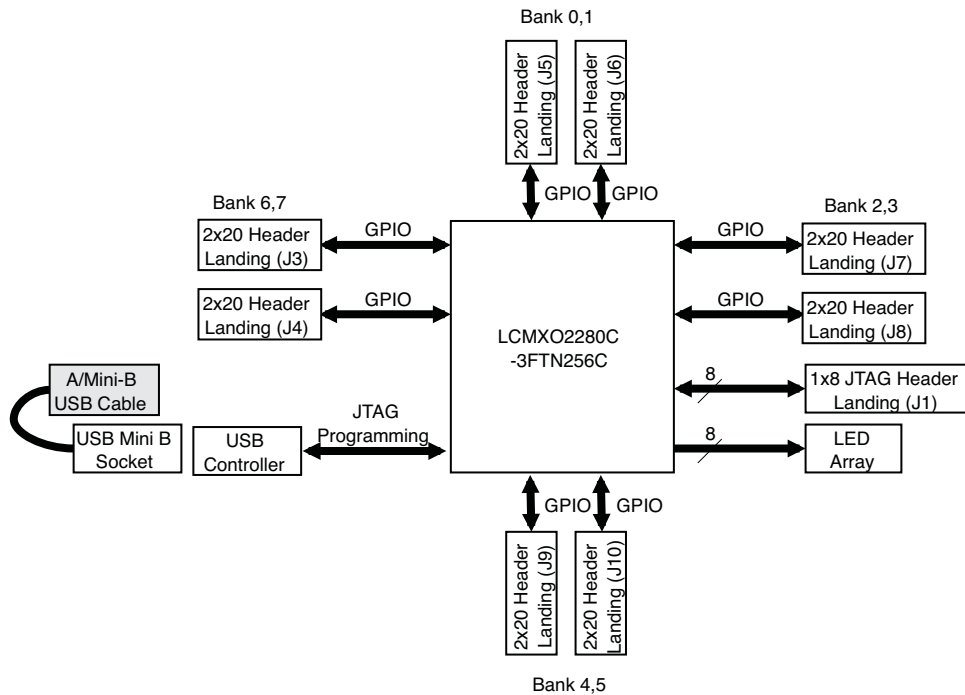 Bank 0,1
2x20 Header
Landing (J5)
2x20 Header
Landing (J6)
GPIO
GPIO
Bank 6,7
2x20 Header
Landing (J3)
GPIO
2x20 Header
Landing (J4)
GPIO
Bank 2,3
GPIO
2x20 Header
Landing (J7)
GPIO
2x20 Header
Landing (J8)
LCMXO2280C
-3FTN256C
8
1x8 JTAG Header
Landing (J1)
8
LED
Array
A/Mini-B
USB Cable
USB Mini B
Socket
USB
Controller
JTAG
Programming
GPIO
GPIO
2x20 Header
Landing (J9)
2x20 Header
Landing (J10)
Bank 4,5